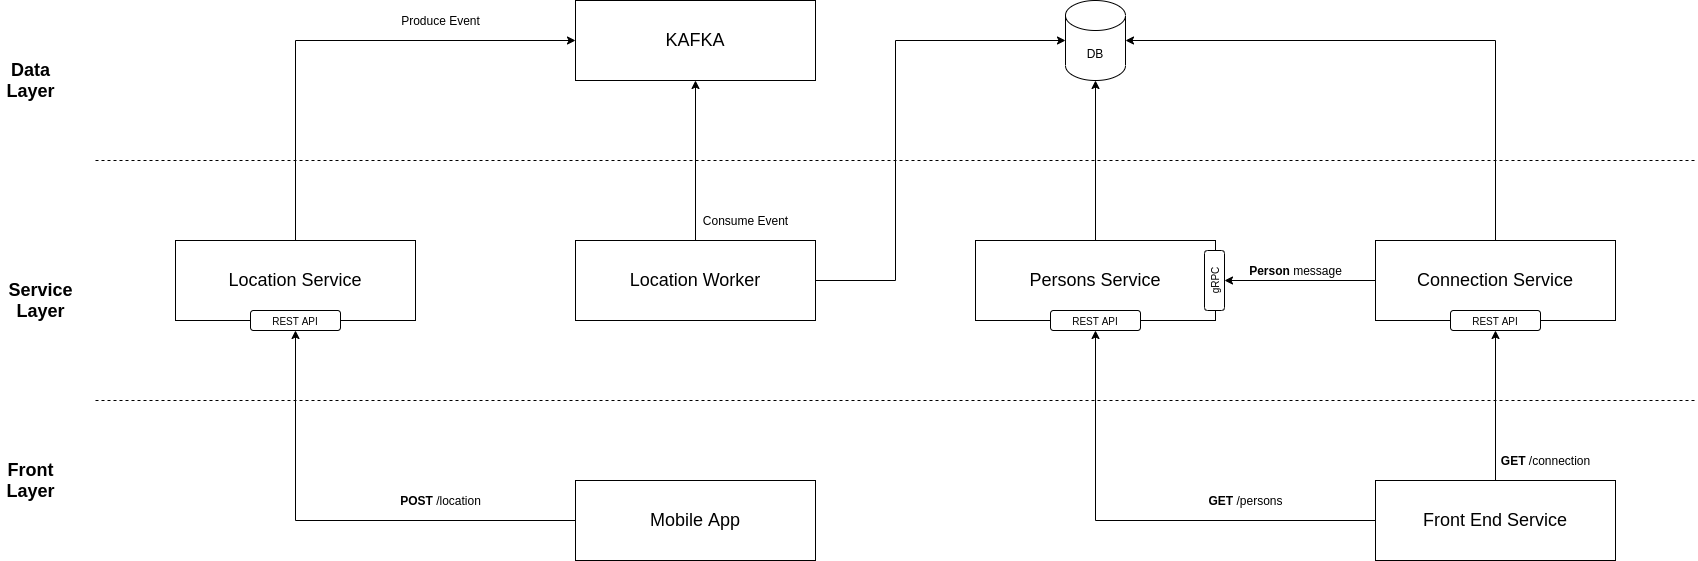 Produce Event
KAFKA
DB
Data
Layer
Consume Event
Location Service
Location Worker
Persons Service
gRPC
Person message
Connection Service
Service
Layer
REST API
REST API
REST API
GET /connection
Front
Layer
POST /location
GET /persons
Mobile App
Front End Service